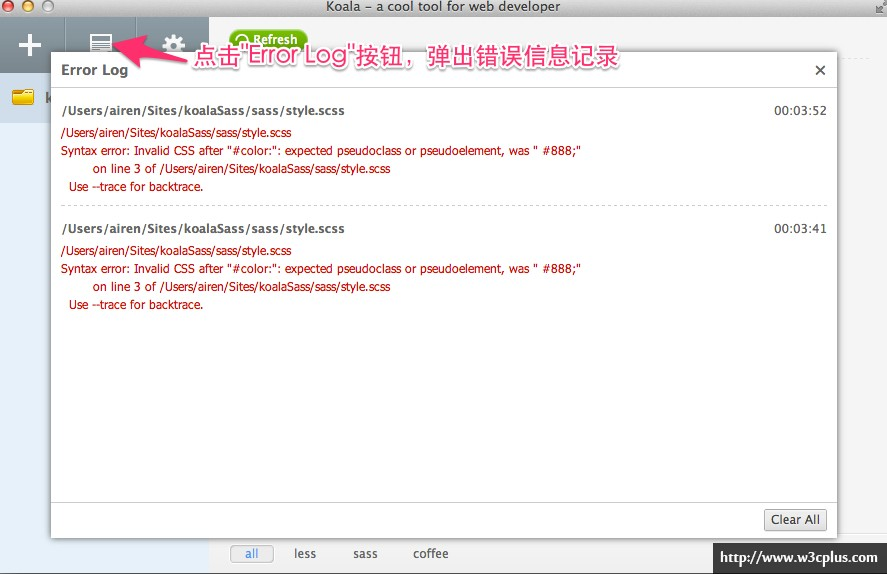 Koala – a cool tool for web developer
Refresh
点击"Error Log"按钮，弹出错误信息记录
Error Log
/Users/airen/Sites/koalaSass/sass/style.scss 00:03:52
/Users/airen/Sites/koalaSass/sass/style.scss
Syntax error: Invalid CSS after "#color:": expected pseudoclass or pseudoelement, was " #888;"
on line 3 of /Users/airen/Sites/koalaSass/sass/style.scss
Use --trace for backtrace.
/Users/airen/Sites/koalaSass/sass/style.scss 00:03:41
/Users/airen/Sites/koalaSass/sass/style.scss
Syntax error: Invalid CSS after "#color:": expected pseudoclass or pseudoelement, was " #888;"
on line 3 of /Users/airen/Sites/koalaSass/sass/style.scss
Use --trace for backtrace.
Clear All
all less sass coffee
http://www.w3cplus.com